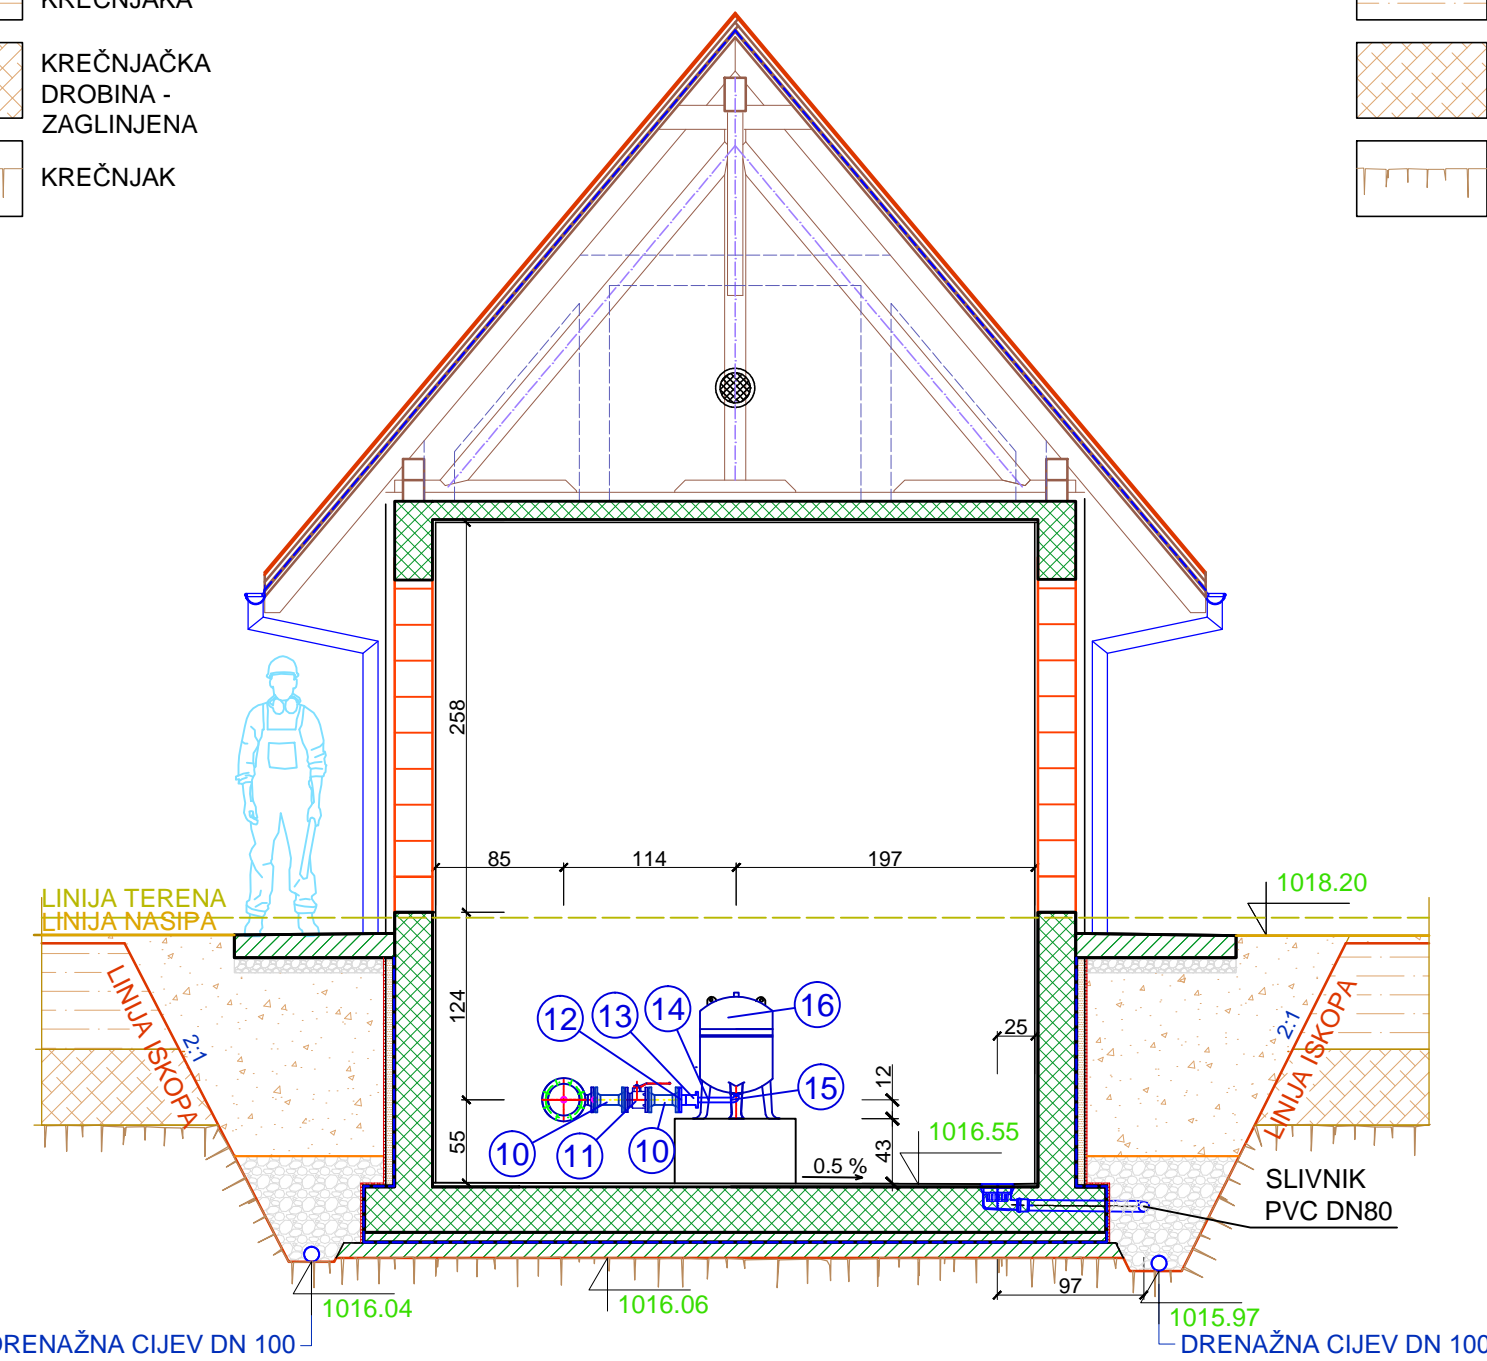 KREČNJAKA
KREČNJAČKA
DROBINA -
ZAGLINJENA
KREČNJAK
258
85
114
197
LINIJA TERENA
LINIJA NASIPA
1018.20
LINIJA ISKOPA
2:1
124
12
13
14
16
25
2:1
LINIJA ISKOPA
12
15
10
11
10
55
43
1016.55
0.5 %
SLIVNIK
PVC DN80
97
1016.04
1016.06
1015.97
DRENAŽNA CIJEV DN 100
DRENAŽNA CIJEV DN 100